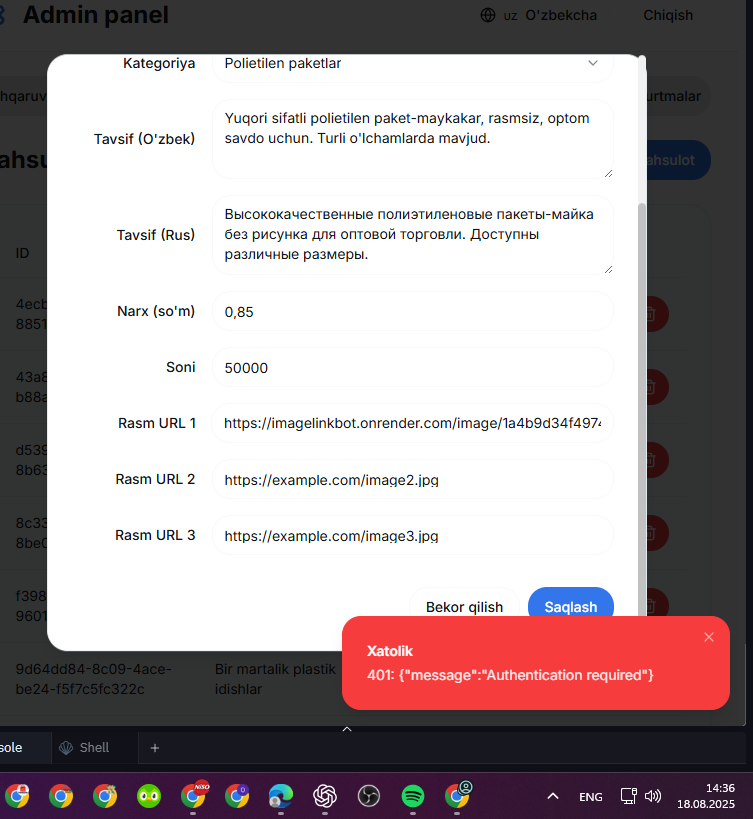 Admin panel
UZ O'zbekcha
Chiqish
hqaruv
urtmalar
ahsu
ahsulot
ID
4ecb
8851
43a8
b88a
d539
8b63
8c33
8be0
f398
9601
Kategoriya
Polietilen paketlar
Tavsif (O'zbek)
Yuqori sifatli polietilen paket-maykakar, rasmsiz, optom
savdo uchun. Turli o'lchamlarda mavjud.
Tavsif (Rus)
Высококачественные полиэтиленовые пакеты-майка
без рисунка для оптовой торговли. Доступны
различные размеры.
Narx (so'm)
0,85
Soni
50000
Rasm URL 1
https://imagelinkbot.onrender.com/image/1a4b9d34f4974
Rasm URL 2
https://example.com/image2.jpg
Rasm URL 3
https://example.com/image3.jpg
Bekor qilish
Saqlash
Xatolik
401: {"message":"Authentication required"}
9d64dd84-8c09-4ace-
be24-f5f7c5fc322c
Bir martalik plastik
idishlar
sole
Shell
NISO
0
ENG
14:36
18.08.2025